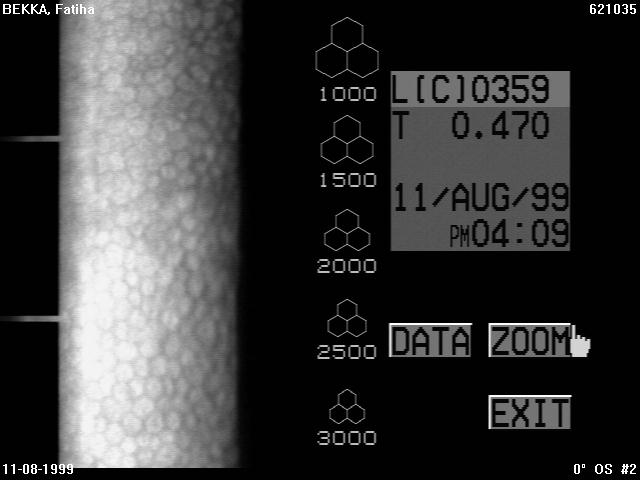 BEKKA, Fatiha
621035
1000
1500
2000
2500
3000
L[C]0359
T 0.470
11/AUG/99
PM04:09
DATA
ZOOM
EXIT
11-08-1999
0° OS #2